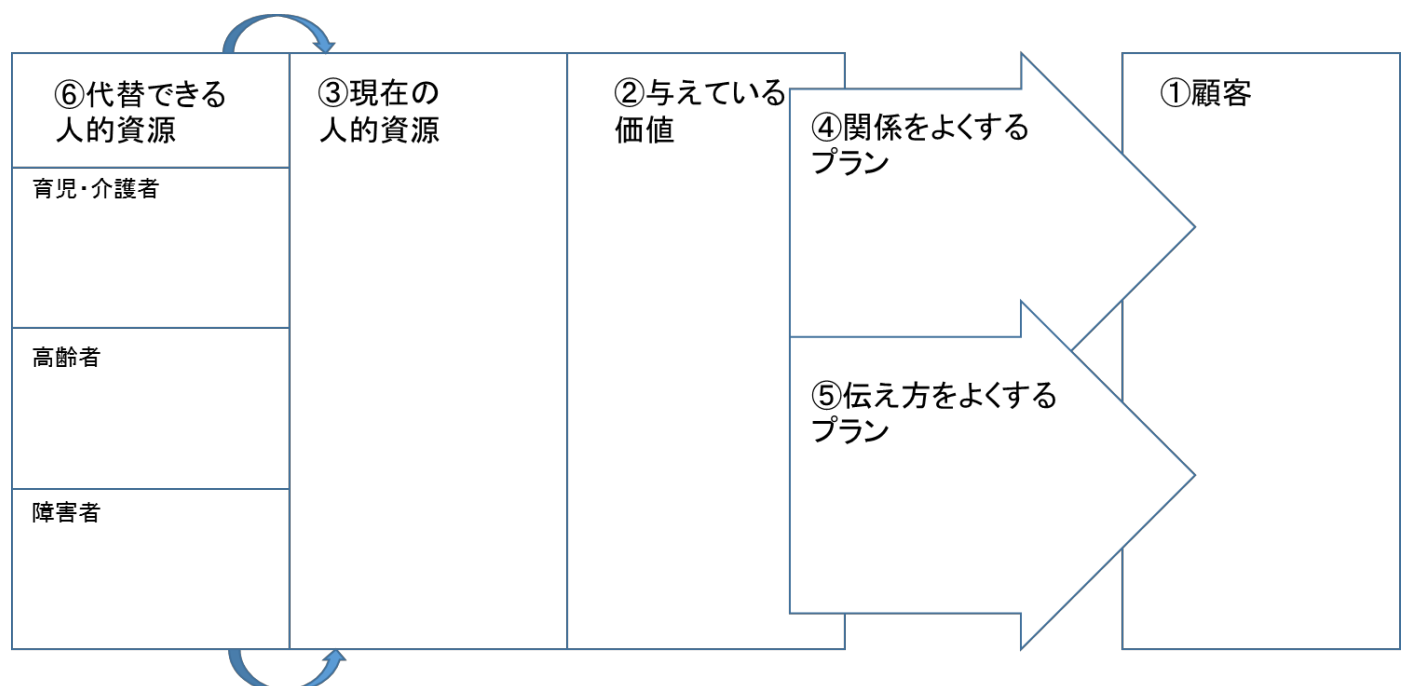 ⑥代替できる
人的資源
育児・介護者
高齢者
障害者
③現在の
人的資源
②与えている
価値
④関係をよくする
プラン
⑤伝え方をよくする
プラン
①顧客